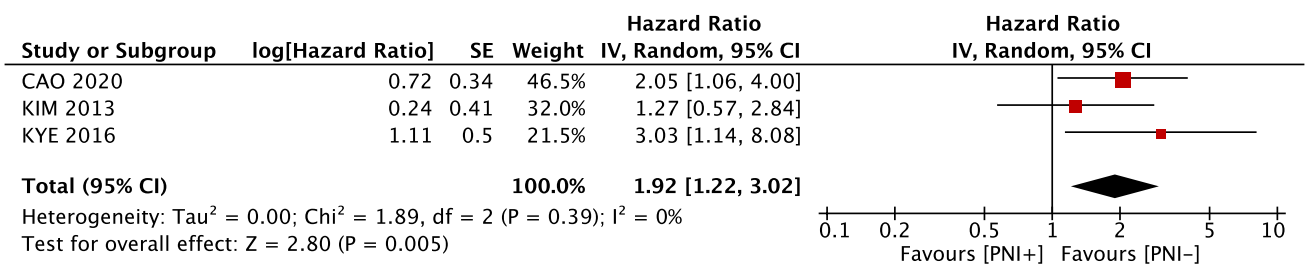 Hazard Ratio Hazard Ratio
Study or Subgroup log[Hazard Ratio] SE Weight IV, Random, 95% CI IV, Random, 95% CI
CAO 2020 0.72 0.34 46.5% 2.05 [1.06, 4.00]
KIM 2013 0.24 0.41 32.0% 1.27 [0.57, 2.84]
KYE 2016 1.11 0.5 21.5% 3.03 [1.14, 8.08]
Total (95% CI) 100.0% 1.92 [1.22, 3.02]
Heterogeneity: Tau² = 0.00; Chi² = 1.89, df = 2 (P = 0.39); I² = 0%
Test for overall effect: Z = 2.80 (P = 0.005)
0.1 0.2 0.5 1 2 5 10
Favours [PNI+] Favours [PNI−]